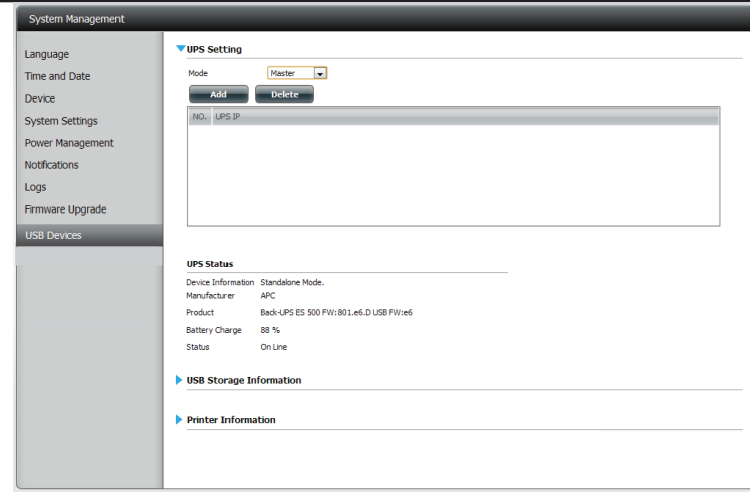 System Management
Language
Time and Date
Device
System Settings
Power Management
Notifications
Logs
Firmware Upgrade
USB Devices
UPS Setting
Mode Master
Add Delete
NO. UPS IP
UPS Status
Device Information Standalone Mode.
Manufacturer APC
Product Back-UPS ES 500 FW:801.e6.D USB FW:e6
Battery Charge 88 %
Status On Line
USB Storage Information
Printer Information